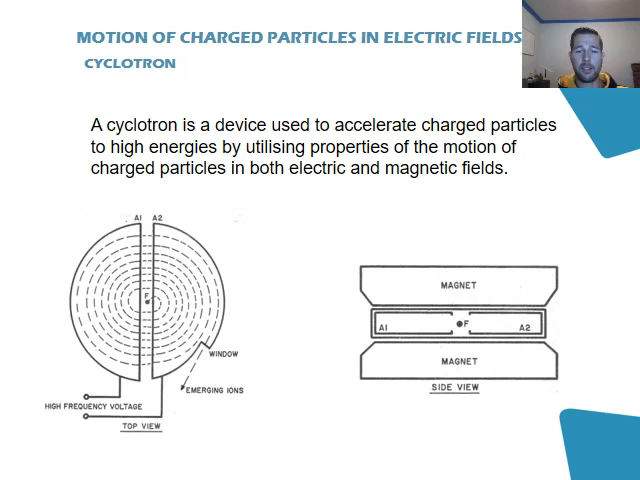 MOTION OF CHARGED PARTICLES IN ELECTRIC FIELDS
CYCLOTRON
A cyclotron is a device used to accelerate charged particles
to high energies by utilising properties of the motion of
charged particles in both electric and magnetic fields.
A1 A2
F
WINDOW
EMERGING IONS
HIGH FREQUENCY VOLTAGE
TOP VIEW
MAGNET
A1 F A2
MAGNET
SIDE VIEW